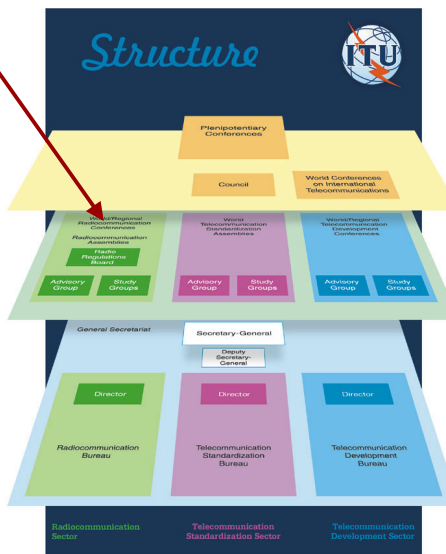 Structure
ITU
Plenipotentiary
Conferences
Council
World Conferences
on International
Telecommunications
World/Regional
Radiocommunication
Conferences
Radiocommunication
Assemblies
Radio
Regulations
Board
Advisory
Group
Study
Groups
World
Telecommunication
Standardization
Assemblies
Advisory
Group
Study
Groups
World/Regional
Telecommunication
Development
Conferences
Advisory
Group
Study
Groups
General Secretariat
Secretary-General
Deputy
Secretary-
General
Director
Radiocommunication
Bureau
Director
Telecommunication
Standardization
Bureau
Director
Telecommunication
Development
Bureau
Radiocommunication
Sector
Telecommunication
Standardization Sector
Telecommunication
Development Sector